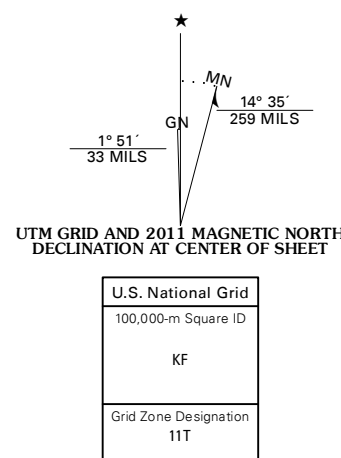 ★
MN
14° 35´
259 MILS
GN
1° 51´
33 MILS
UTM GRID AND 2011 MAGNETIC NORTH
DECLINATION AT CENTER OF SHEET
U.S. National Grid
100,000-m Square ID
KF
Grid Zone Designation
11T